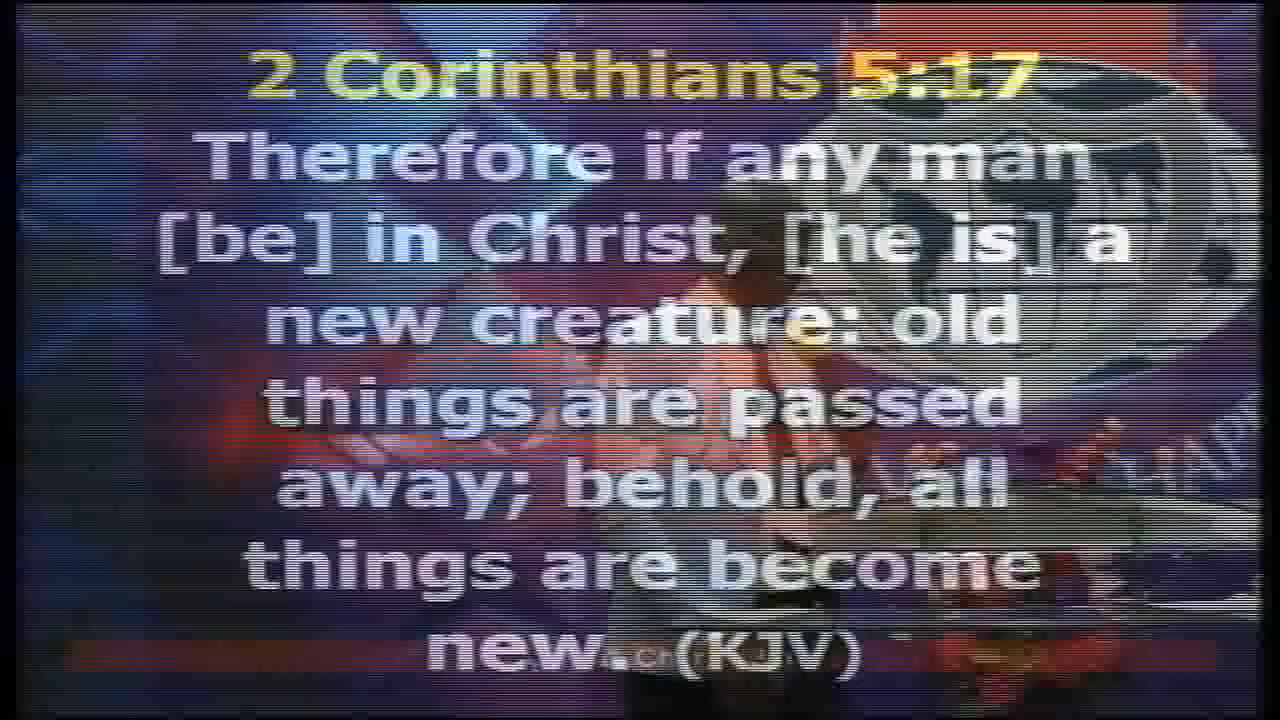 2 Corinthians 5:17
Therefore if any man
[be] in Christ, [he is] a
new creature: old
things are passed
away; behold, all
things are become
new. (KJV)